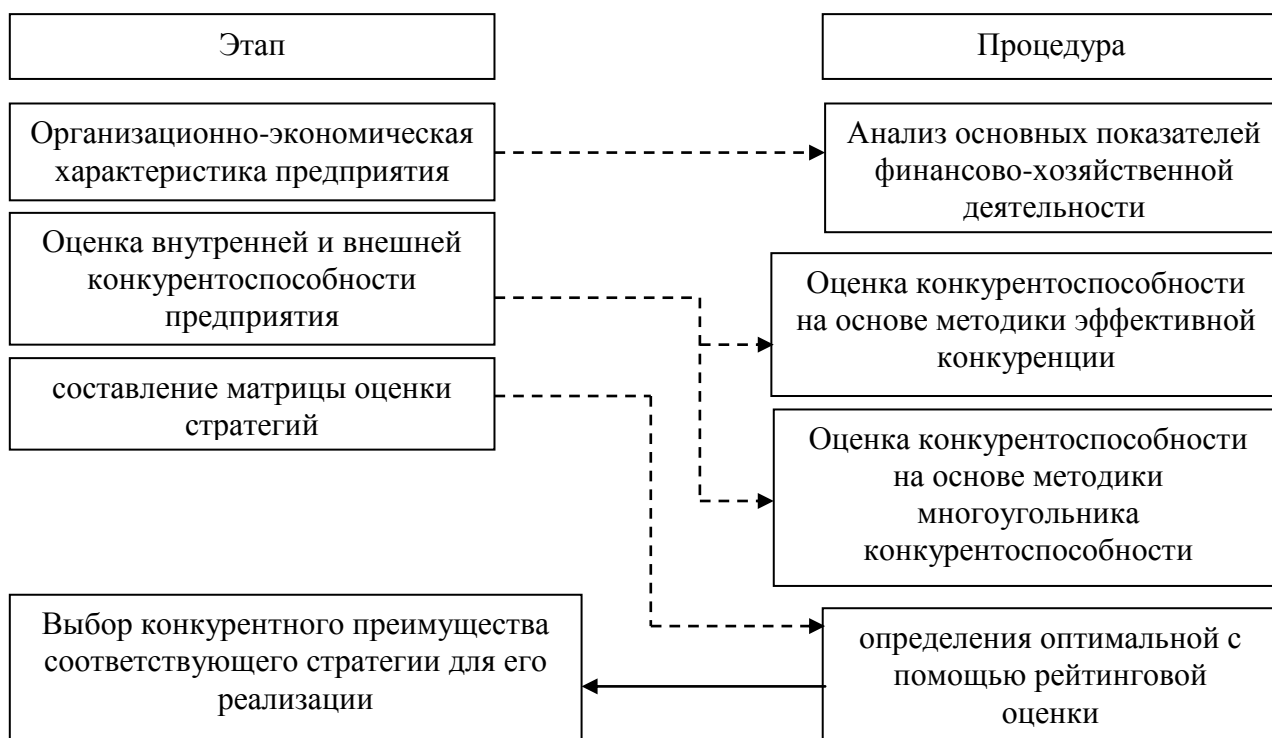 Этап
Процедура
Организационно-экономическая
характеристика предприятия
Анализ основных показателей
финансово-хозяйственной
деятельности
Оценка внутренней и внешней
конкурентоспособности
предприятия
Оценка конкурентоспособности
на основе методики эффективной
конкуренции
составление матрицы оценки
стратегий
Оценка конкурентоспособности
на основе методики
многоугольника
конкурентоспособности
Выбор конкурентного преимущества
соответствующего стратегии для его
реализации
определения оптимальной с
помощью рейтинговой
оценки